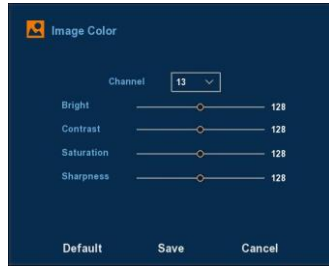 Image Color
Channel 13
Bright 128
Contrast 128
Saturation 128
Sharpness 128
Default Save Cancel